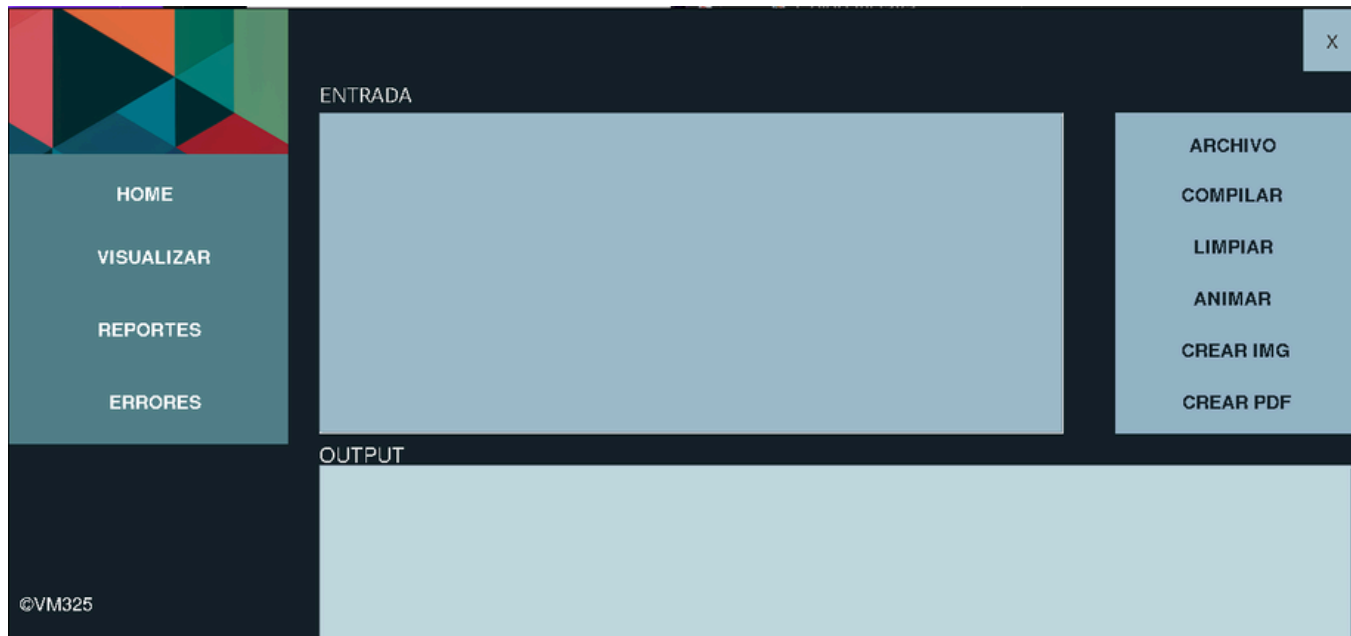 X
ENTRADA
ARCHIVO
HOME
COMPILAR
VISUALIZAR
LIMPIAR
ANIMAR
REPORTES
CREAR IMG
ERRORES
CREAR PDF
OUTPUT
©VM325